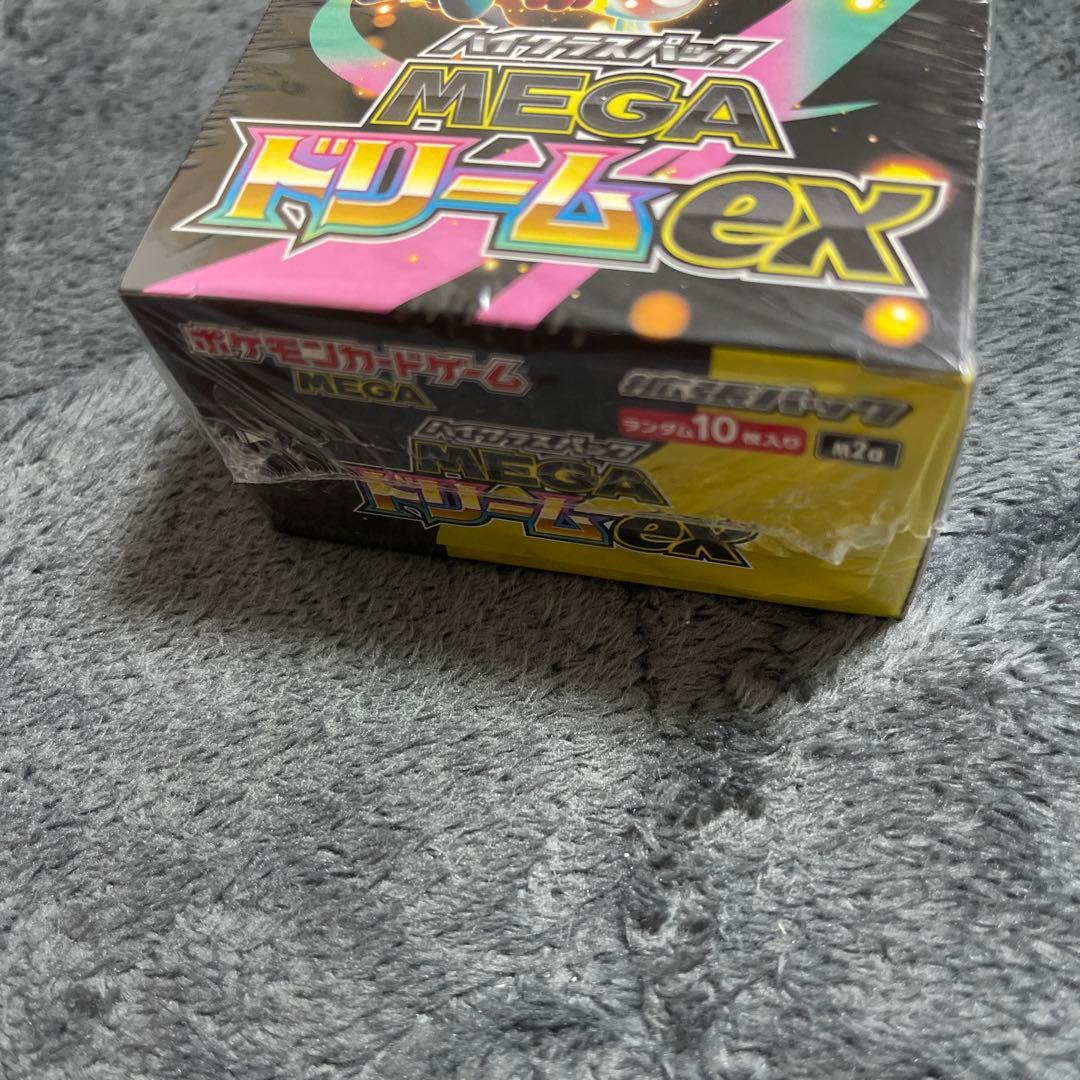 ハイクラスパック
MEGA
ドリームex
ポケモンカードゲーム
MEGA
拡張パック
ランダム10枚入り
M2a
ハイクラスパック
MEGA
ドリームex